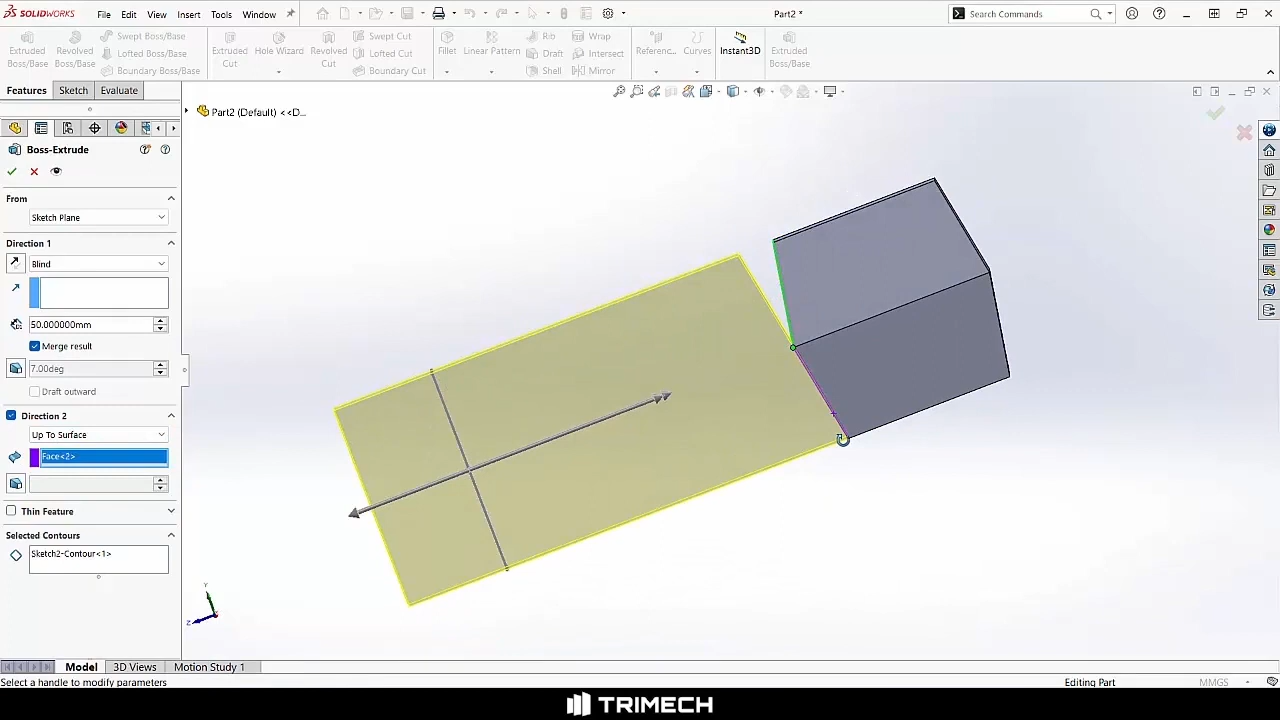 SOLIDWORKS File Edit View Insert Tools Window Part2 * Search Commands
Extruded Boss/Base
Revolved Boss/Base
Swept Boss/Base
Lofted Boss/Base
Boundary Boss/Base
Extruded Cut
Hole Wizard
Revolved Cut
Swept Cut
Lofted Cut
Boundary Cut
Fillet
Linear Pattern
Rib
Draft
Shell
Wrap
Intersect
Mirror
Referenc...
Curves
Instant3D
Extruded Boss/Base
Features Sketch Evaluate
Part2 (Default) <<D...
Boss-Extrude
From
Sketch Plane
Direction 1
Blind
50.000000mm
Merge result
7.00deg
Draft outward
Direction 2
Up To Surface
Face<2>
Thin Feature
Selected Contours
Sketch2-Contour<1>
Y
Z
Model 3D Views Motion Study 1
Select a handle to modify parameters Editing Part MMGS
TRIMECH